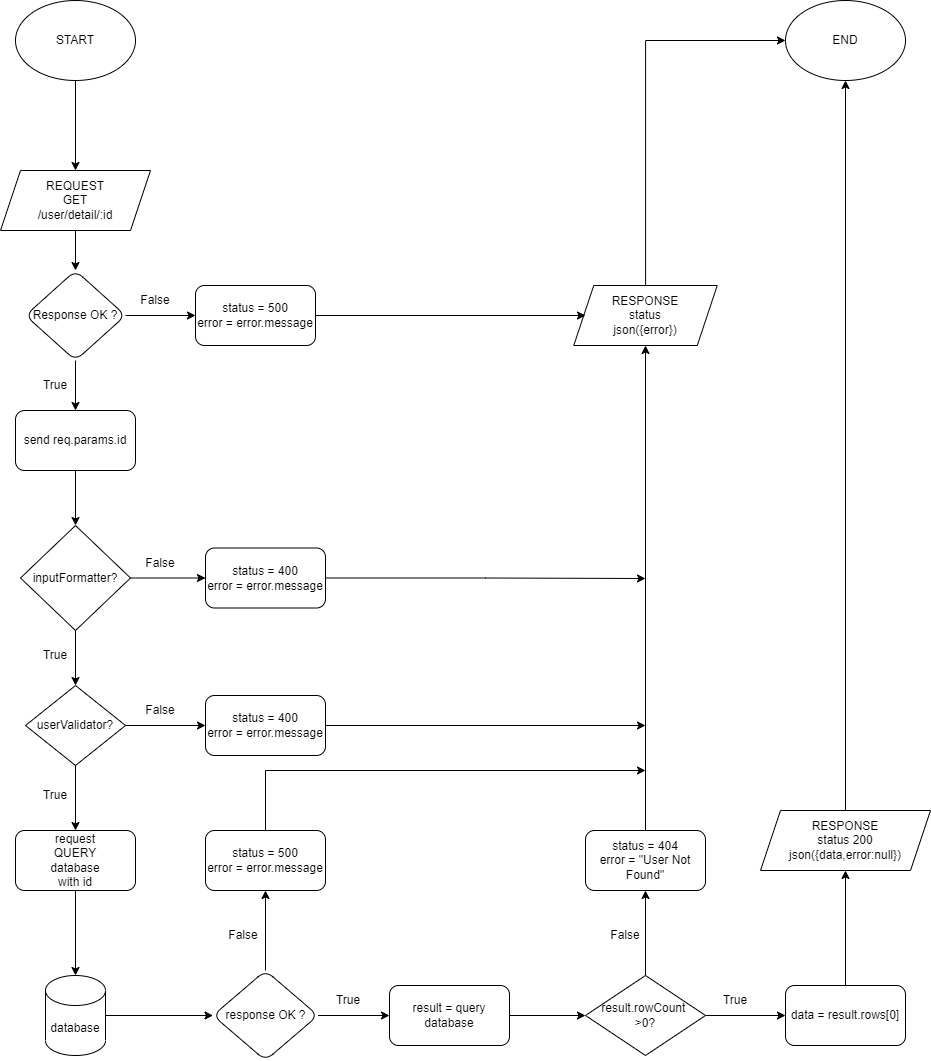 START
END
REQUEST
GET
/user/detail/:id
Response OK ?
False
status = 500
error = error.message
RESPONSE
status
json({error})
True
send req.params.id
inputFormatter?
False
status = 400
error = error.message
True
userValidator?
False
status = 400
error = error.message
True
request
QUERY
database
with id
status = 500
error = error.message
status = 404
error = "User Not
Found"
RESPONSE
status 200
json({data,error:null})
False
False
database
response OK ?
True
result = query
database
result.rowCount
>0?
True
data = result.rows[0]